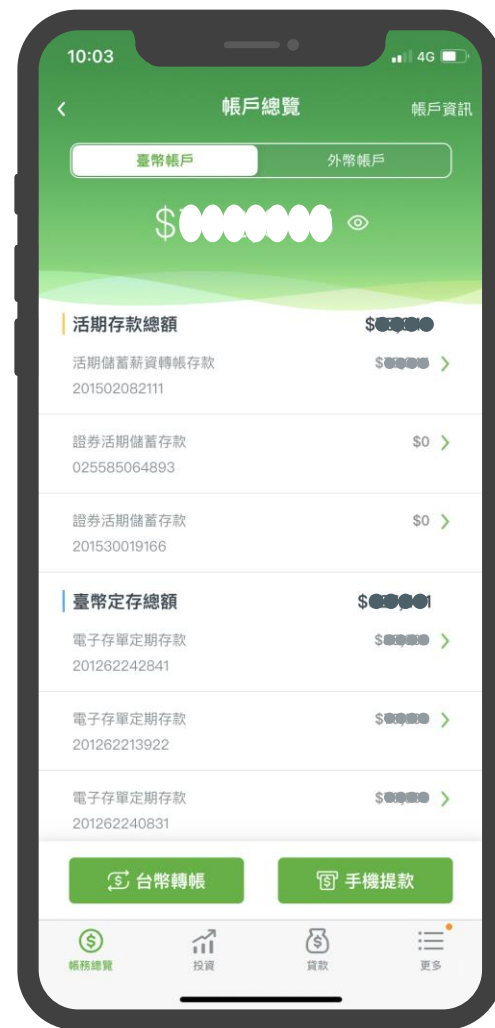 10:03
4G
帳戶總覽
帳戶資訊
臺幣帳戶
外幣帳戶
$
活期存款總額
$
活期儲蓄薪資轉帳存款
$
201502082111
證券活期儲蓄存款
$0
025585064893
證券活期儲蓄存款
$0
201530019166
臺幣定存總額
$
電子存單定期存款
$
201262242841
電子存單定期存款
$
201262213922
電子存單定期存款
$
201262240831
台幣轉帳
手機提款
帳務總覽
投資
貸款
更多